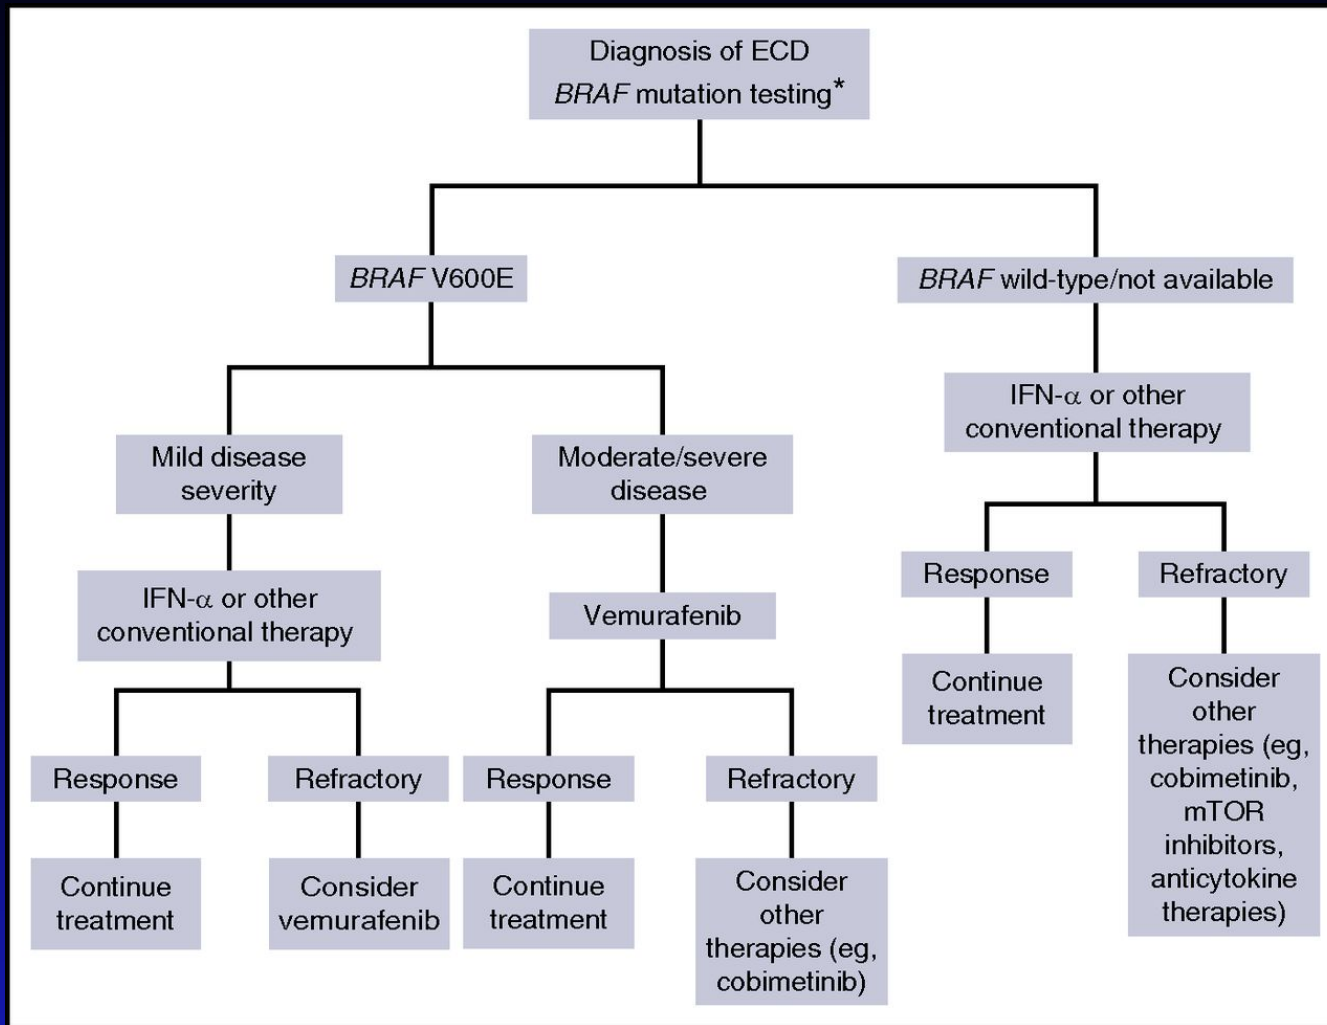 Diagnosis of ECD
BRAF mutation testing*
BRAF V600E
BRAF wild-type/not available
Mild disease
severity
Moderate/severe
disease
IFN-α or other
conventional therapy
IFN-α or other
conventional therapy
Vemurafenib
Response
Refractory
Continue
treatment
Consider
other
therapies (eg,
cobimetinib,
mTOR
inhibitors,
anticytokine
therapies)
Response
Refractory
Response
Refractory
Continue
treatment
Consider
vemurafenib
Continue
treatment
Consider
other
therapies (eg,
cobimetinib)